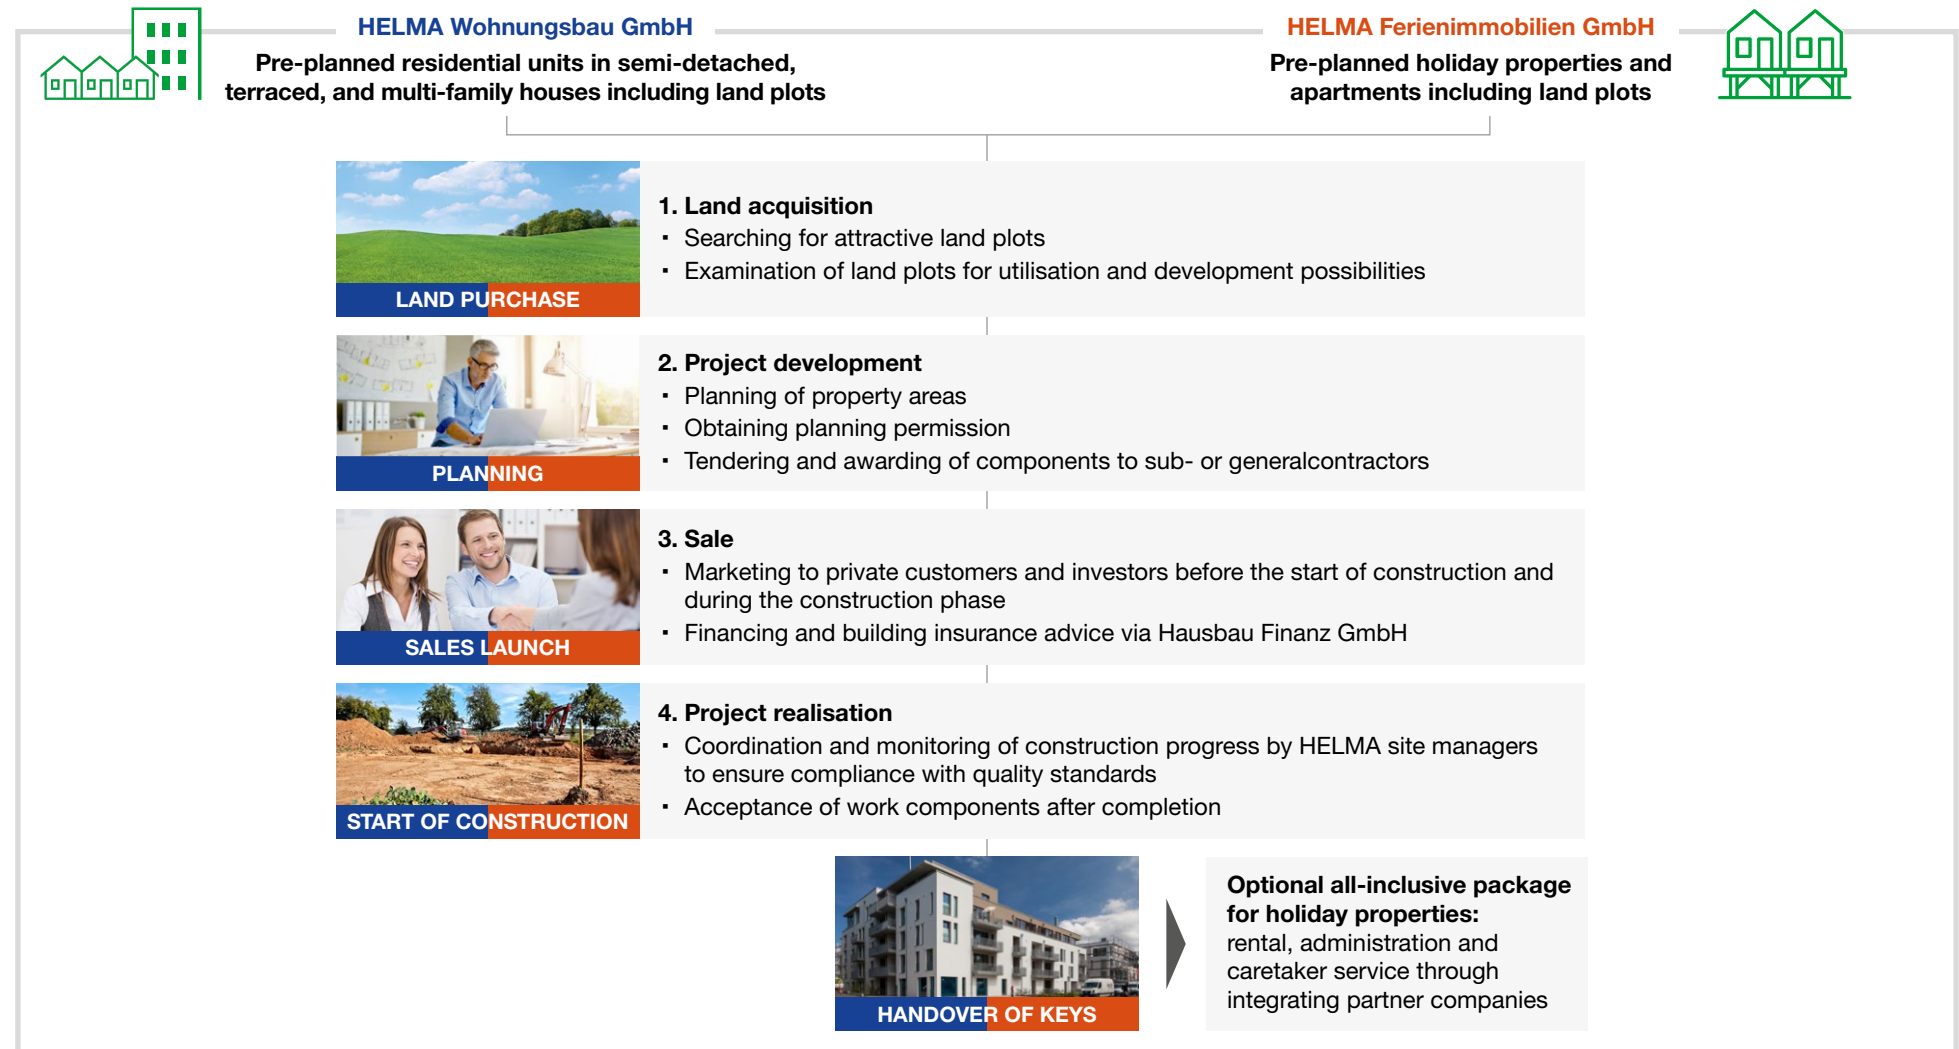 HELMA Wohnungsbau GmbH
Pre-planned residential units in semi-detached,
terraced, and multi-family houses including land plots
HELMA Ferienimmobilien GmbH
Pre-planned holiday properties and
apartments including land plots
LAND PURCHASE
1. Land acquisition
▪ Searching for attractive land plots
▪ Examination of land plots for utilisation and development possibilities
PLANNING
2. Project development
▪ Planning of property areas
▪ Obtaining planning permission
▪ Tendering and awarding of components to sub- or generalcontractors
SALES LAUNCH
3. Sale
▪ Marketing to private customers and investors before the start of construction and
during the construction phase
▪ Financing and building insurance advice via Hausbau Finanz GmbH
START OF CONSTRUCTION
4. Project realisation
▪ Coordination and monitoring of construction progress by HELMA site managers
to ensure compliance with quality standards
▪ Acceptance of work components after completion
HANDOVER OF KEYS
Optional all-inclusive package
for holiday properties:
rental, administration and
caretaker service through
integrating partner companies